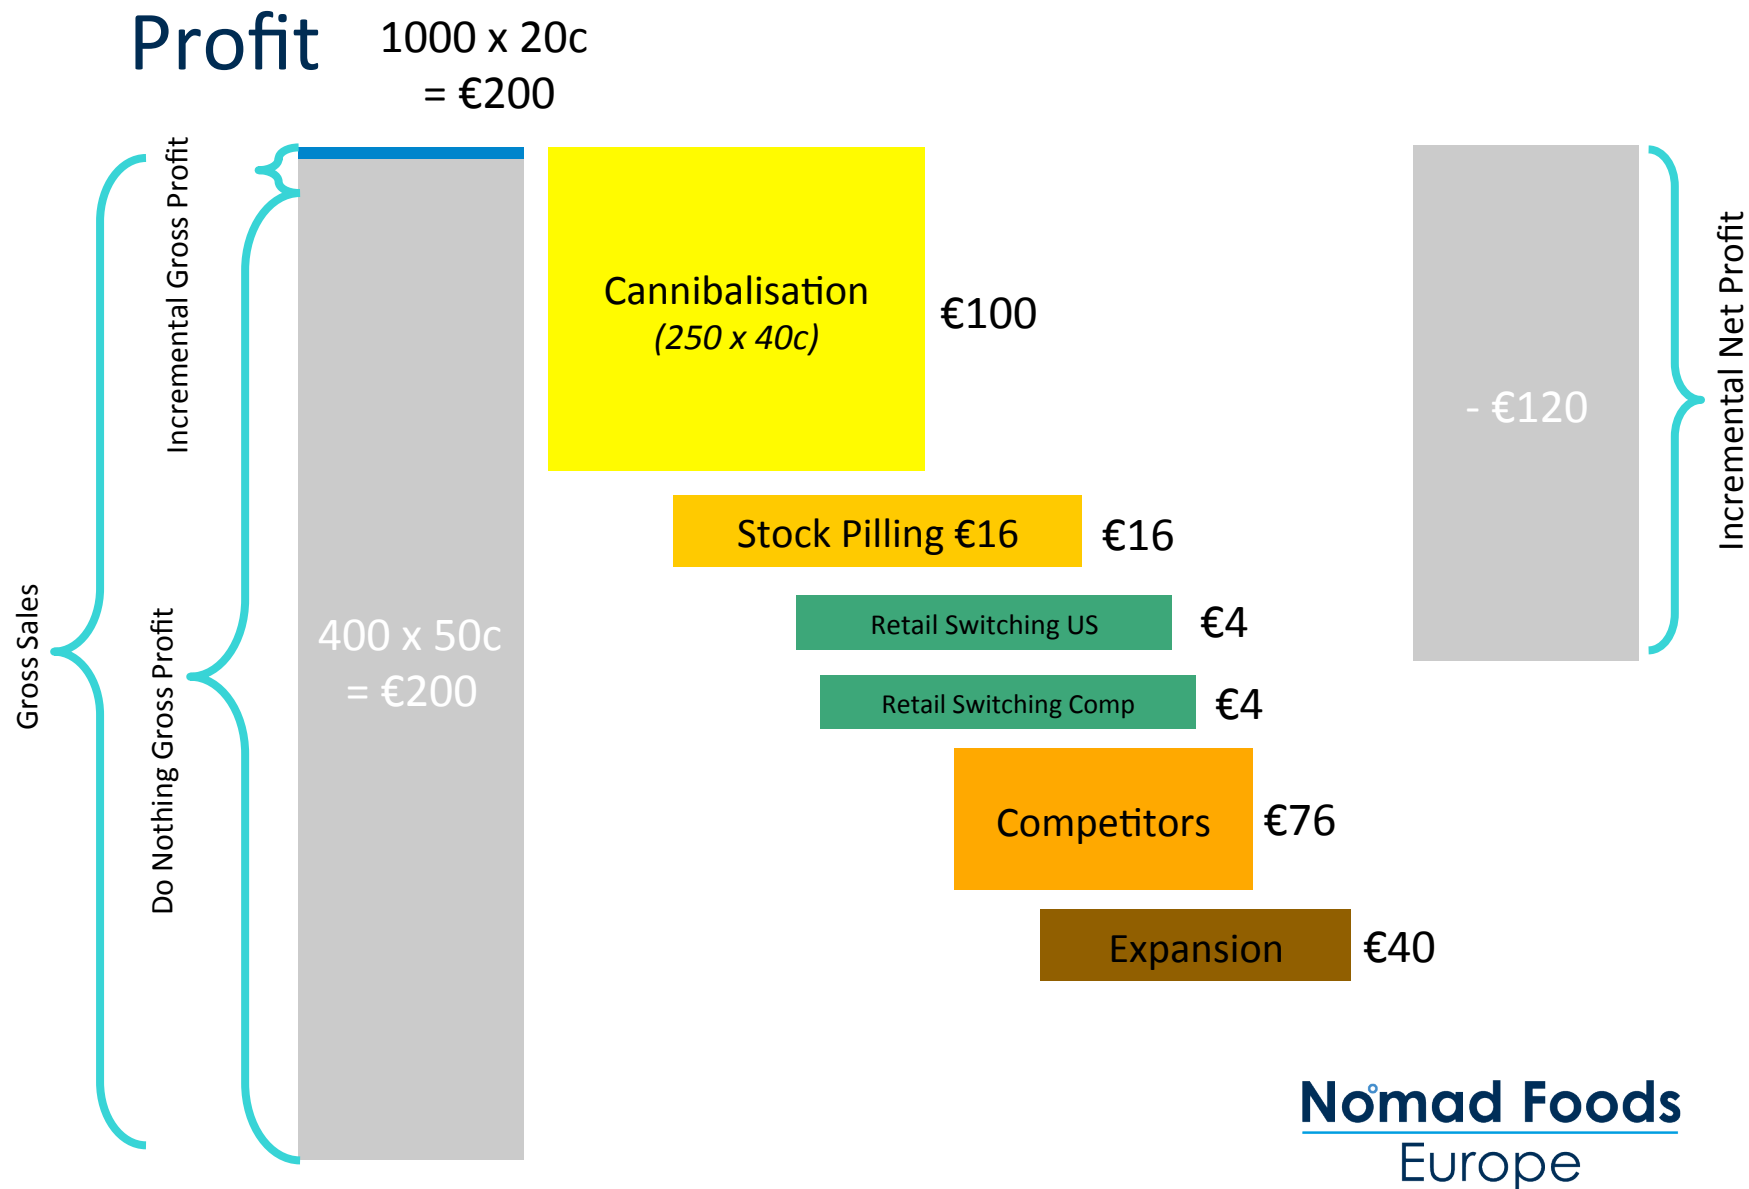 Profit
1000 x 20c
= €200
Gross Sales
Incremental Gross Profit
Do Nothing Gross Profit
400 x 50c
= €200
Cannibalisation
(250 x 40c)
€100
Stock Pilling €16
€16
Retail Switching US
€4
Retail Switching Comp
€4
Competitors
€76
Expansion
€40
- €120
Incremental Net Profit
Nomad Foods
Europe